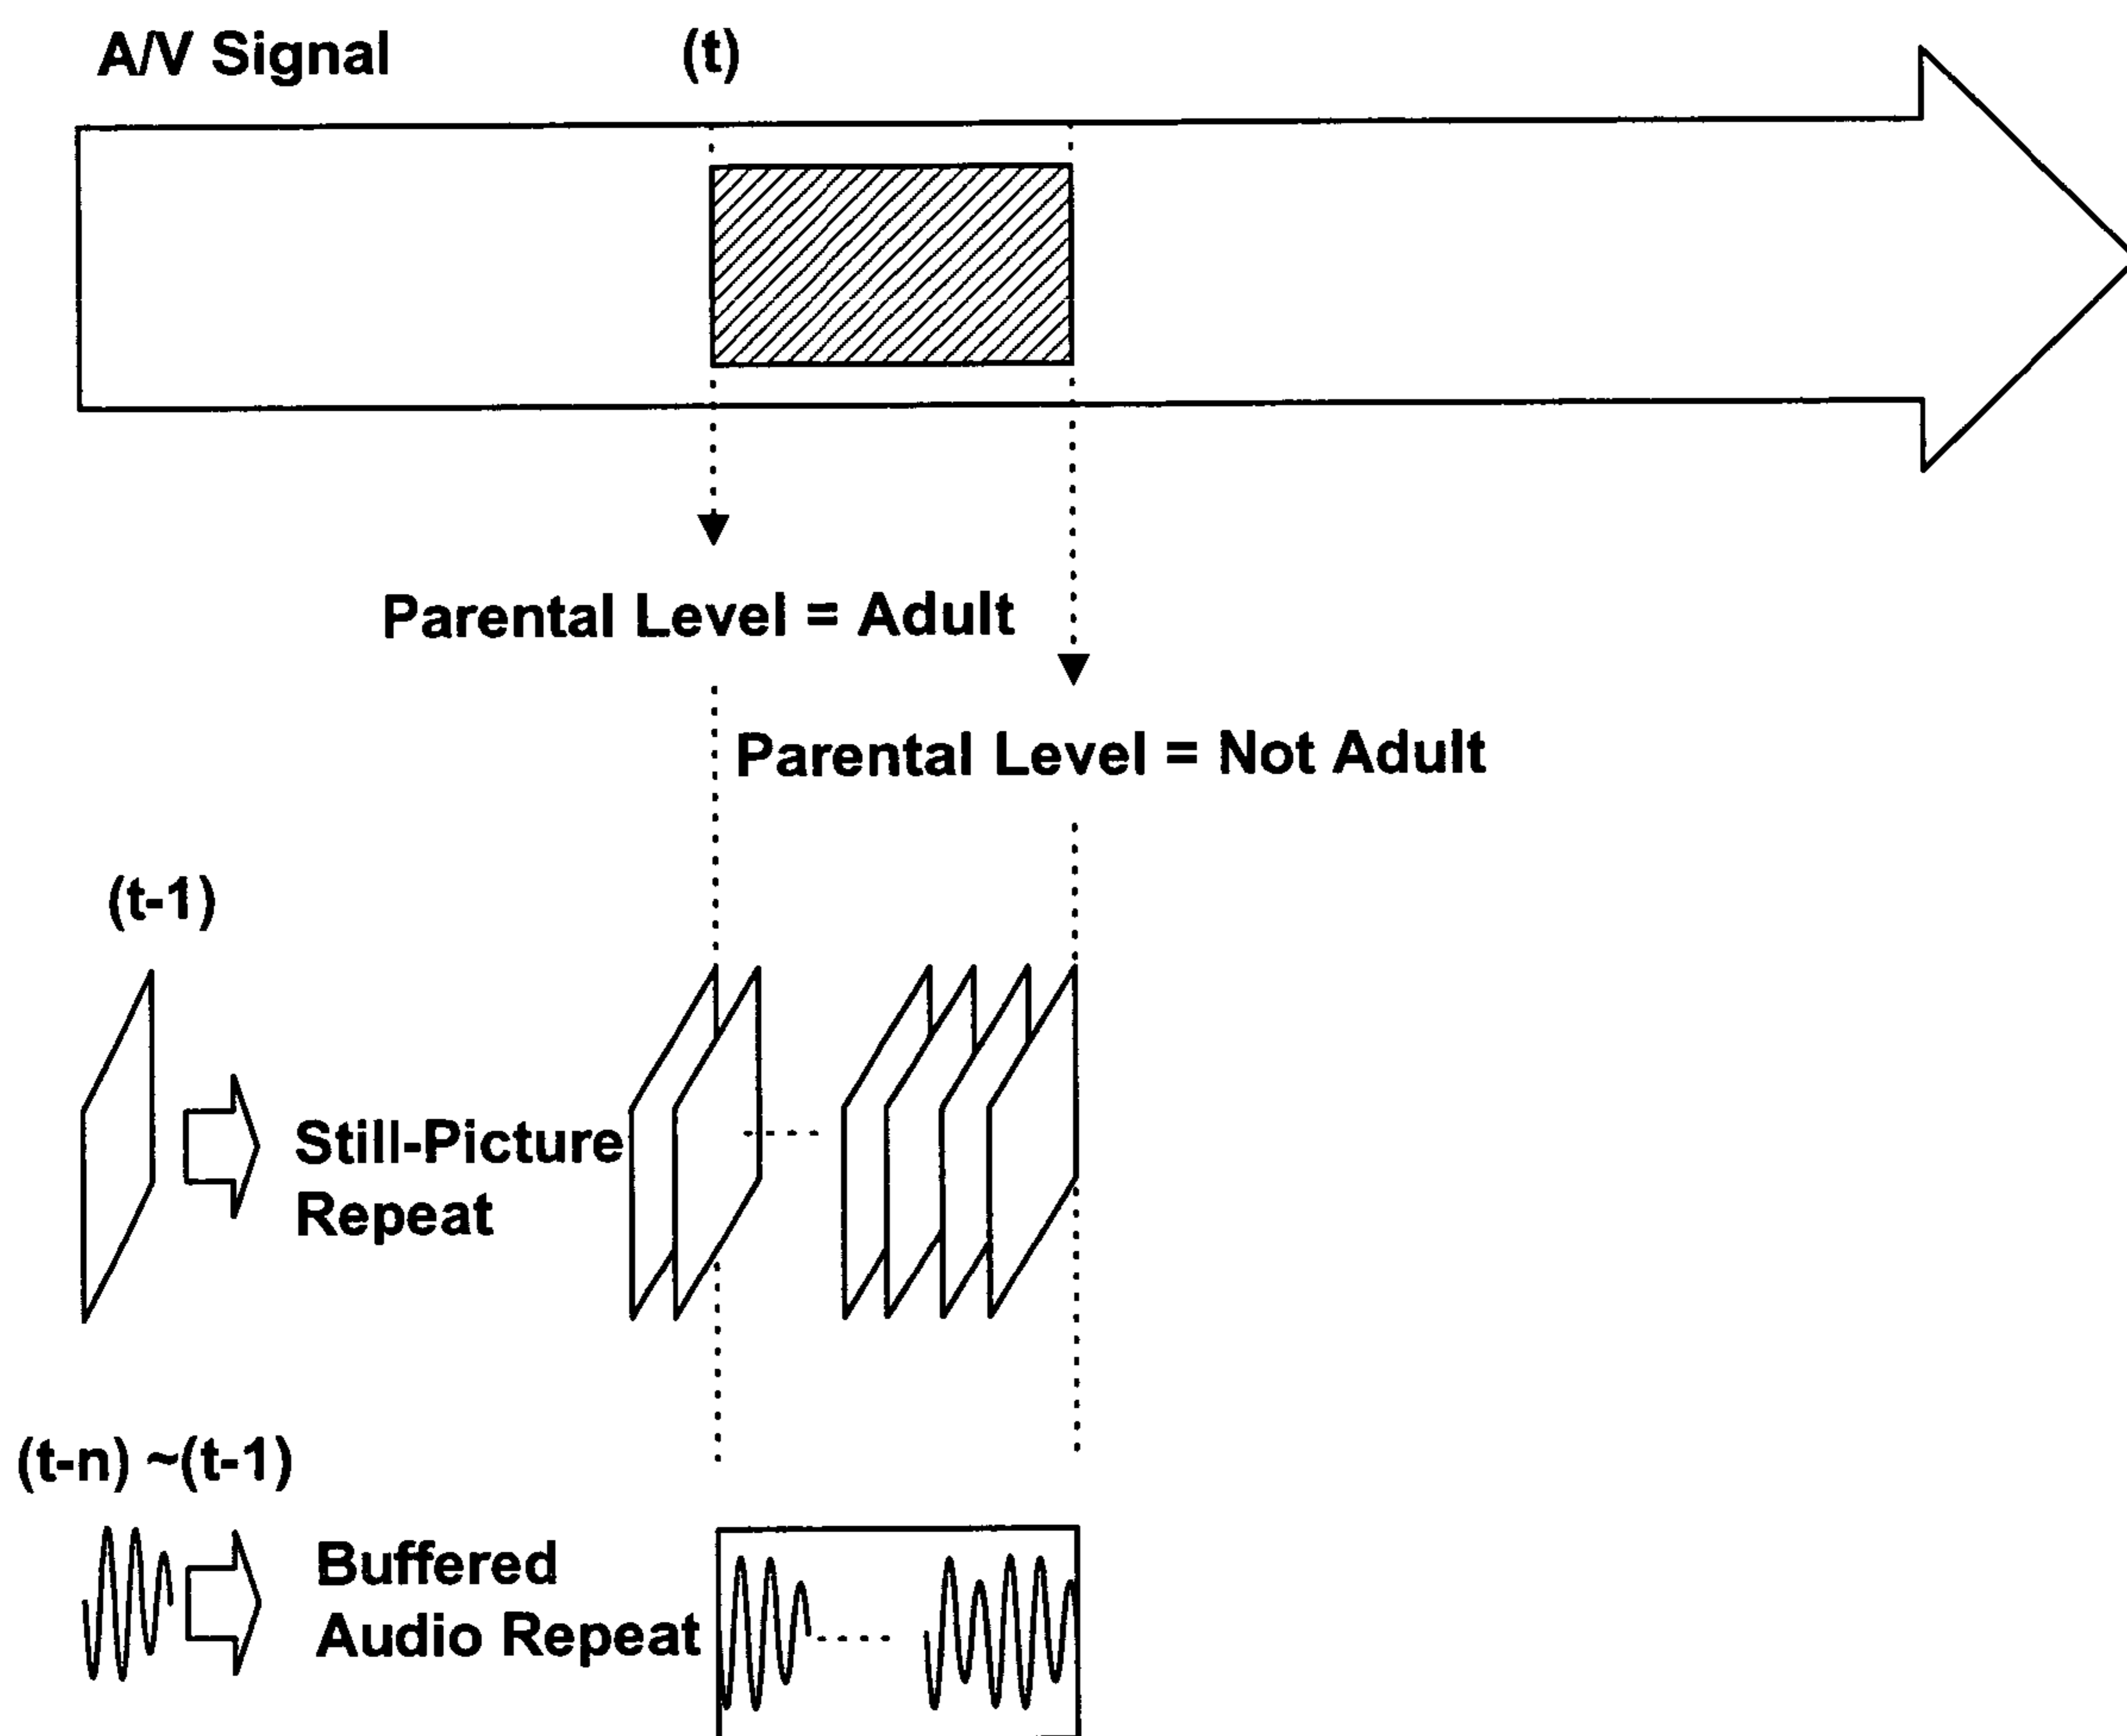 A/V Signal
(t)
Parental Level = Adult
Parental Level = Not Adult
(t-1)
Still-Picture
Repeat
(t-n) ~(t-1)
Buffered
Audio Repeat